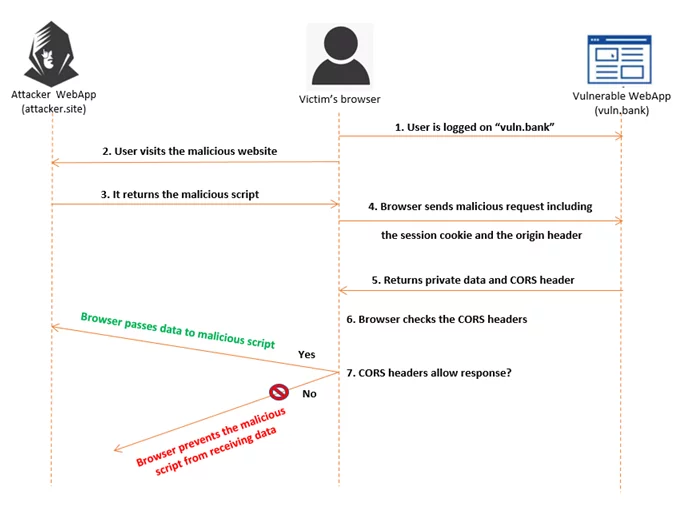 Attacker WebApp
(attacker.site)
Victim's browser
Vulnerable WebApp
(vuln.bank)
1. User is logged on “vuln.bank”
2. User visits the malicious website
3. It returns the malicious script
4. Browser sends malicious request including
the session cookie and the origin header
5. Returns private data and CORS header
Browser passes data to malicious script
6. Browser checks the CORS headers
Yes
7. CORS headers allow response?
No
Browser prevents the malicious
script from receiving data